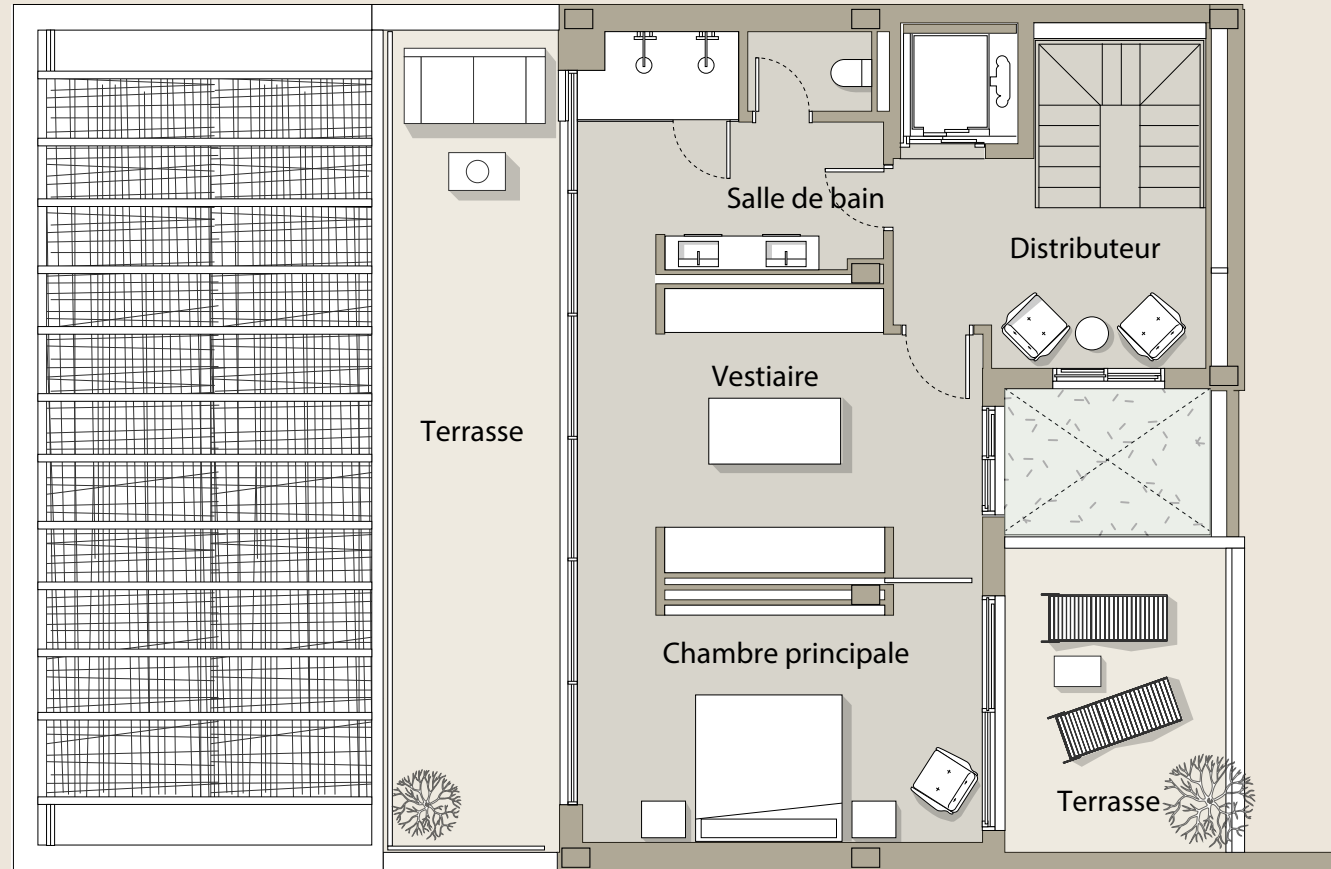 Salle de bain
Distributeur
Vestiaire
Terrasse
Chambre principale
Terrasse